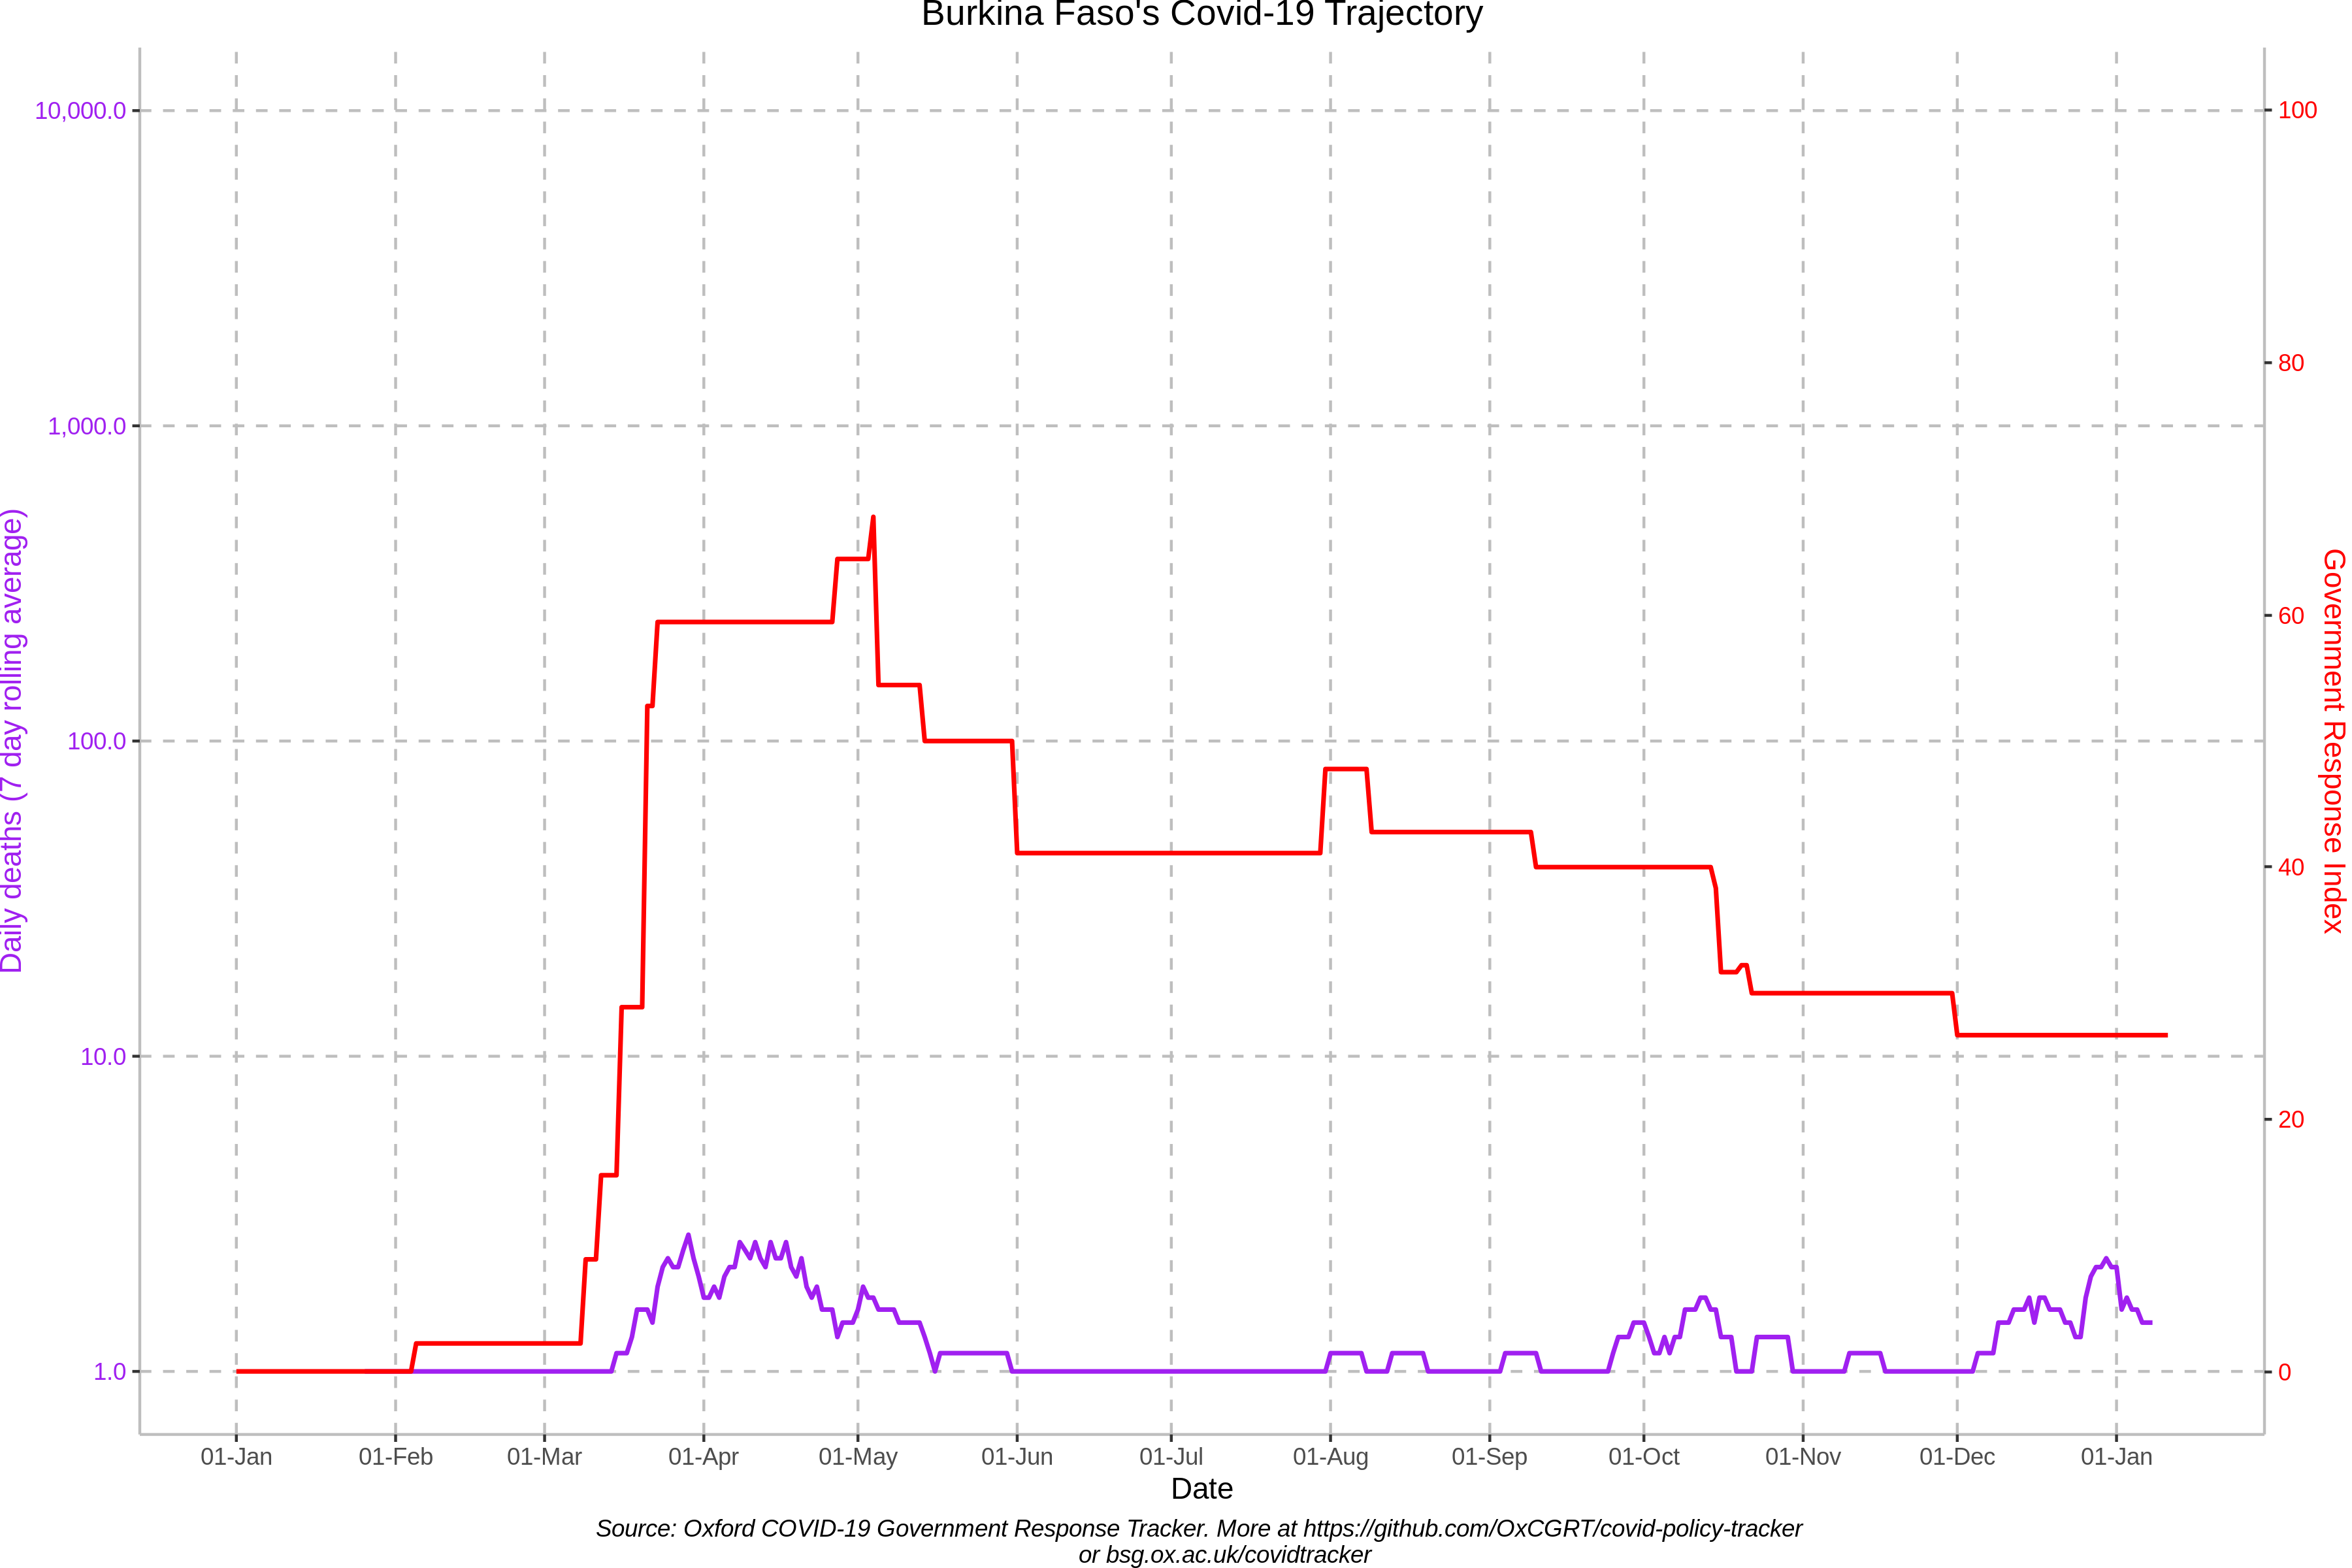 Burkina Faso's Covid-19 Trajectory
10,000.0
1,000.0
100.0
10.0
1.0
Daily deaths (7 day rolling average)
100
80
60
40
20
0
Government Response Index
01-Jan
01-Feb
01-Mar
01-Apr
01-May
01-Jun
01-Jul
01-Aug
01-Sep
01-Oct
01-Nov
01-Dec
01-Jan
Date
Source: Oxford COVID-19 Government Response Tracker. More at https://github.com/OxCGRT/covid-policy-tracker
or bsg.ox.ac.uk/covidtracker